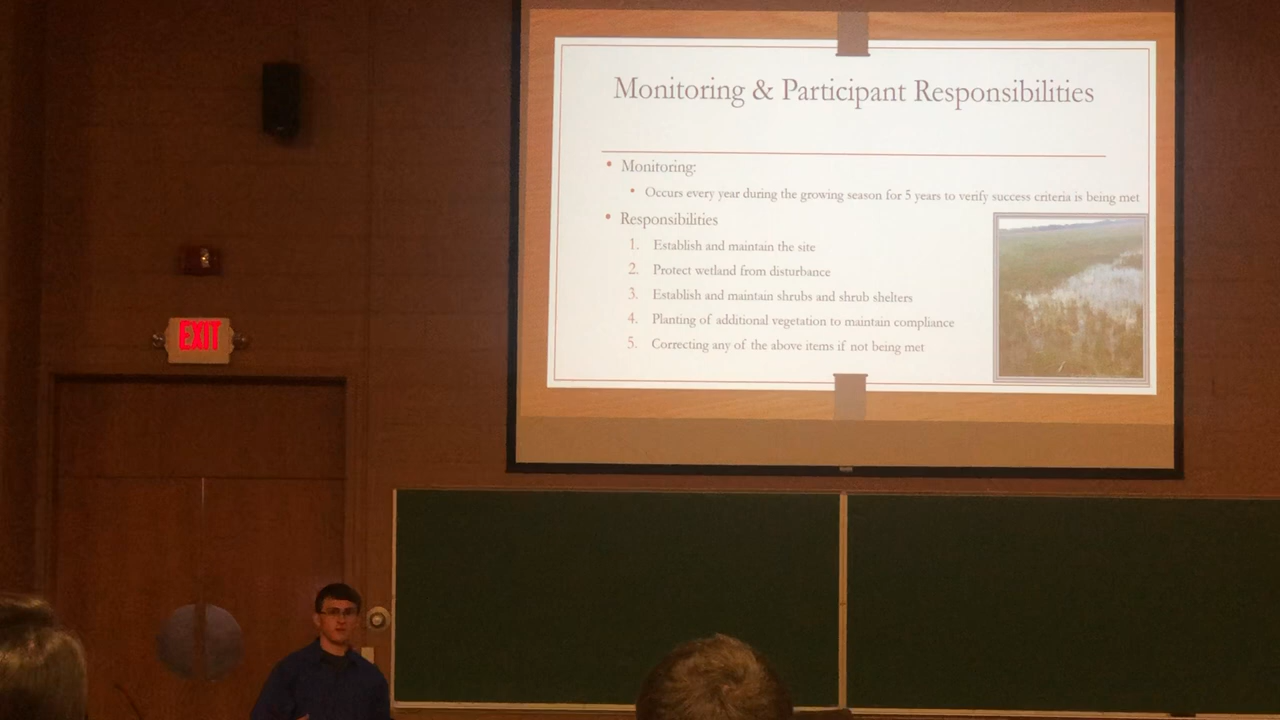 Monitoring & Participant Responsibilities
• Monitoring:
• Occurs every year during the growing season for 5 years to verify success criteria is being met
• Responsibilities
1. Establish and maintain the site
2. Protect wetland from disturbance
3. Establish and maintain shrubs and shrub shelters
4. Planting of additional vegetation to maintain compliance
5. Correcting any of the above items if not being met
EXIT